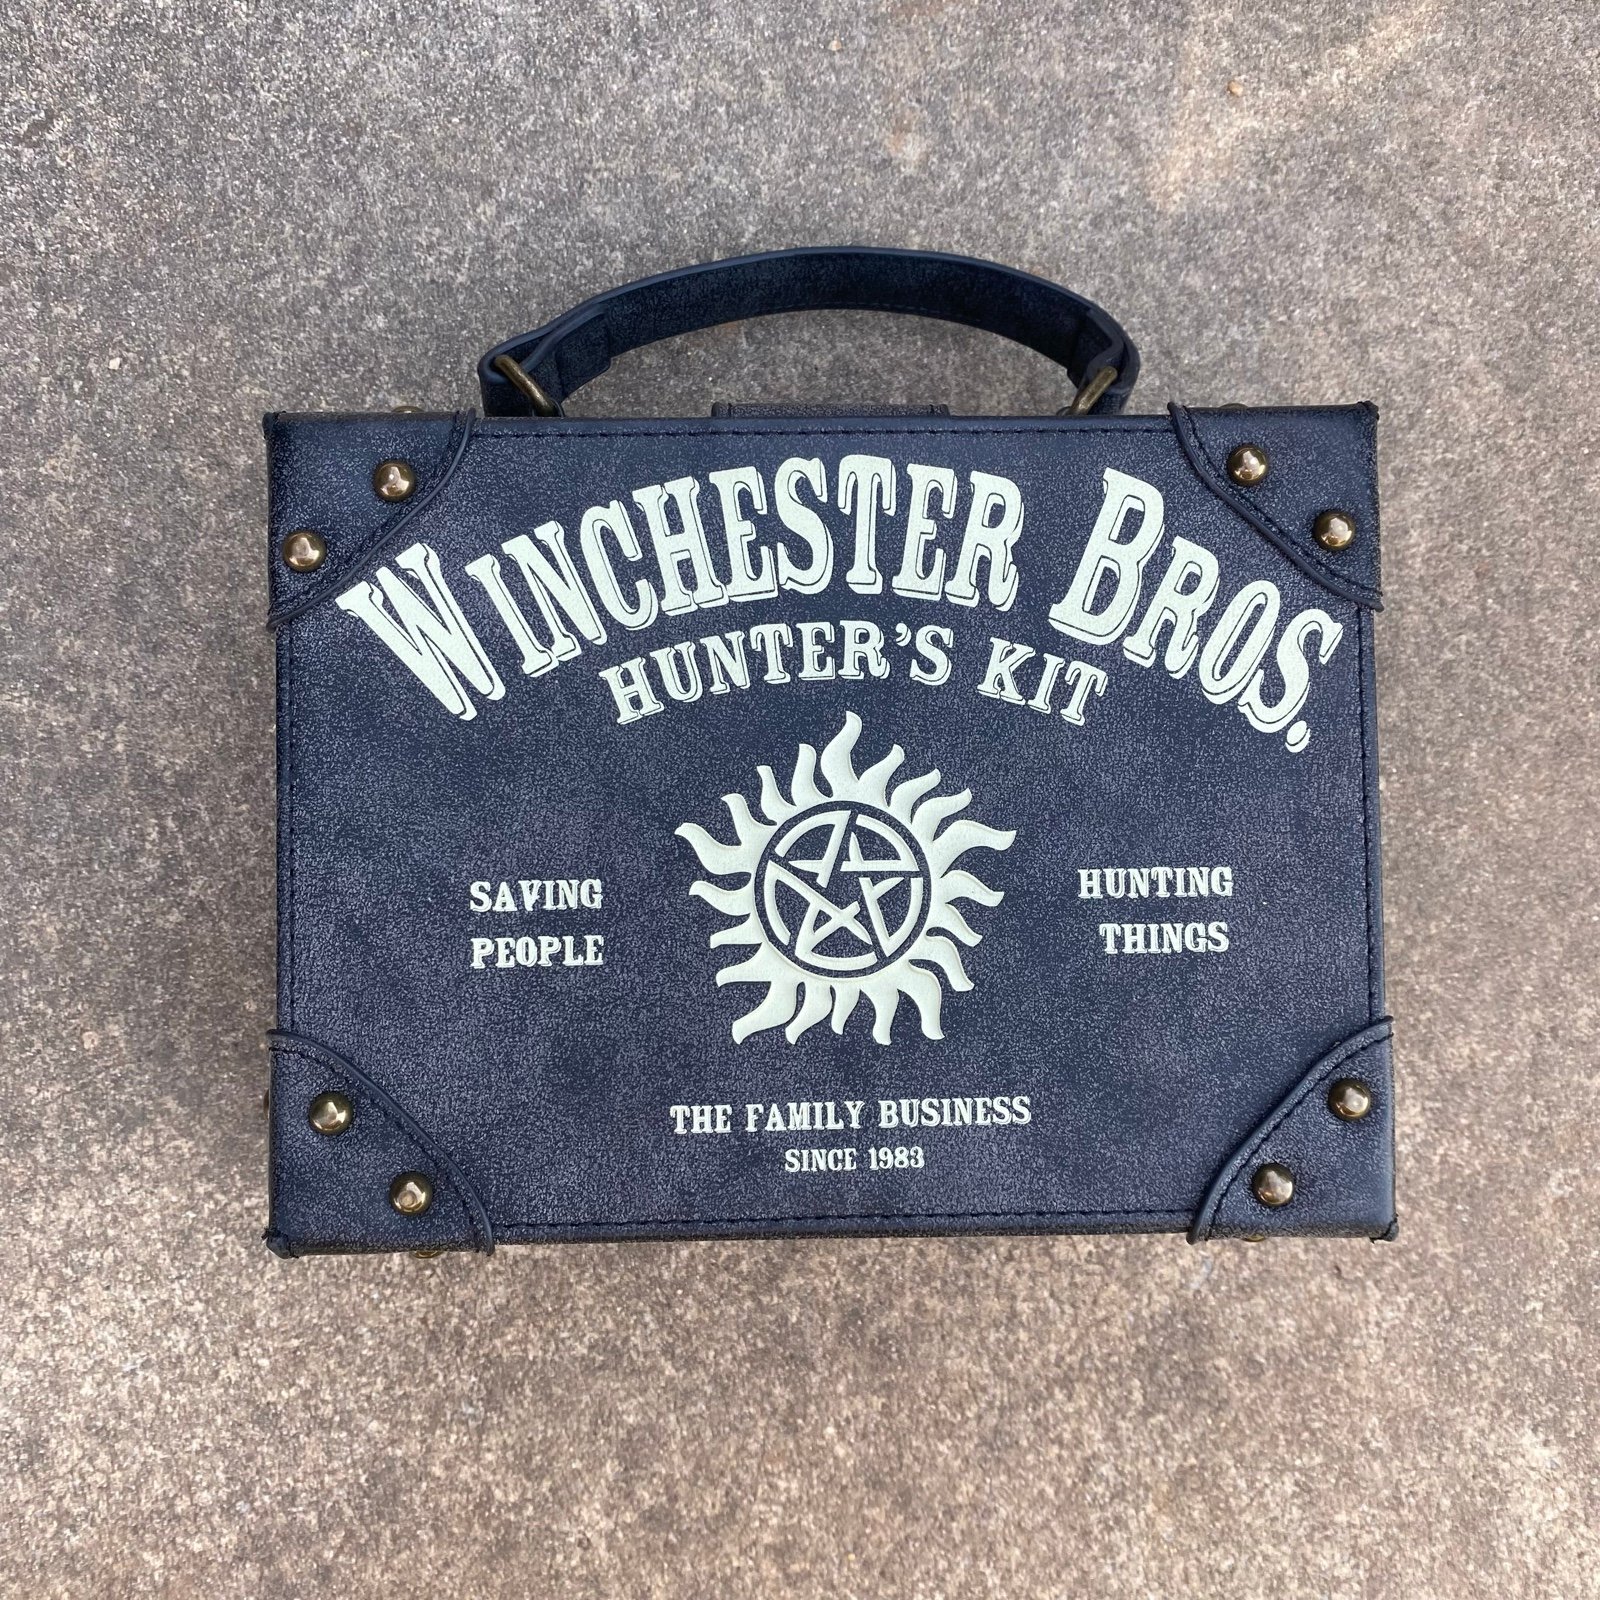 WINCHESTER BROS.
HUNTER'S KIT
SAVING
PEOPLE
HUNTING
THINGS
THE FAMILY BUSINESS
SINCE 1983